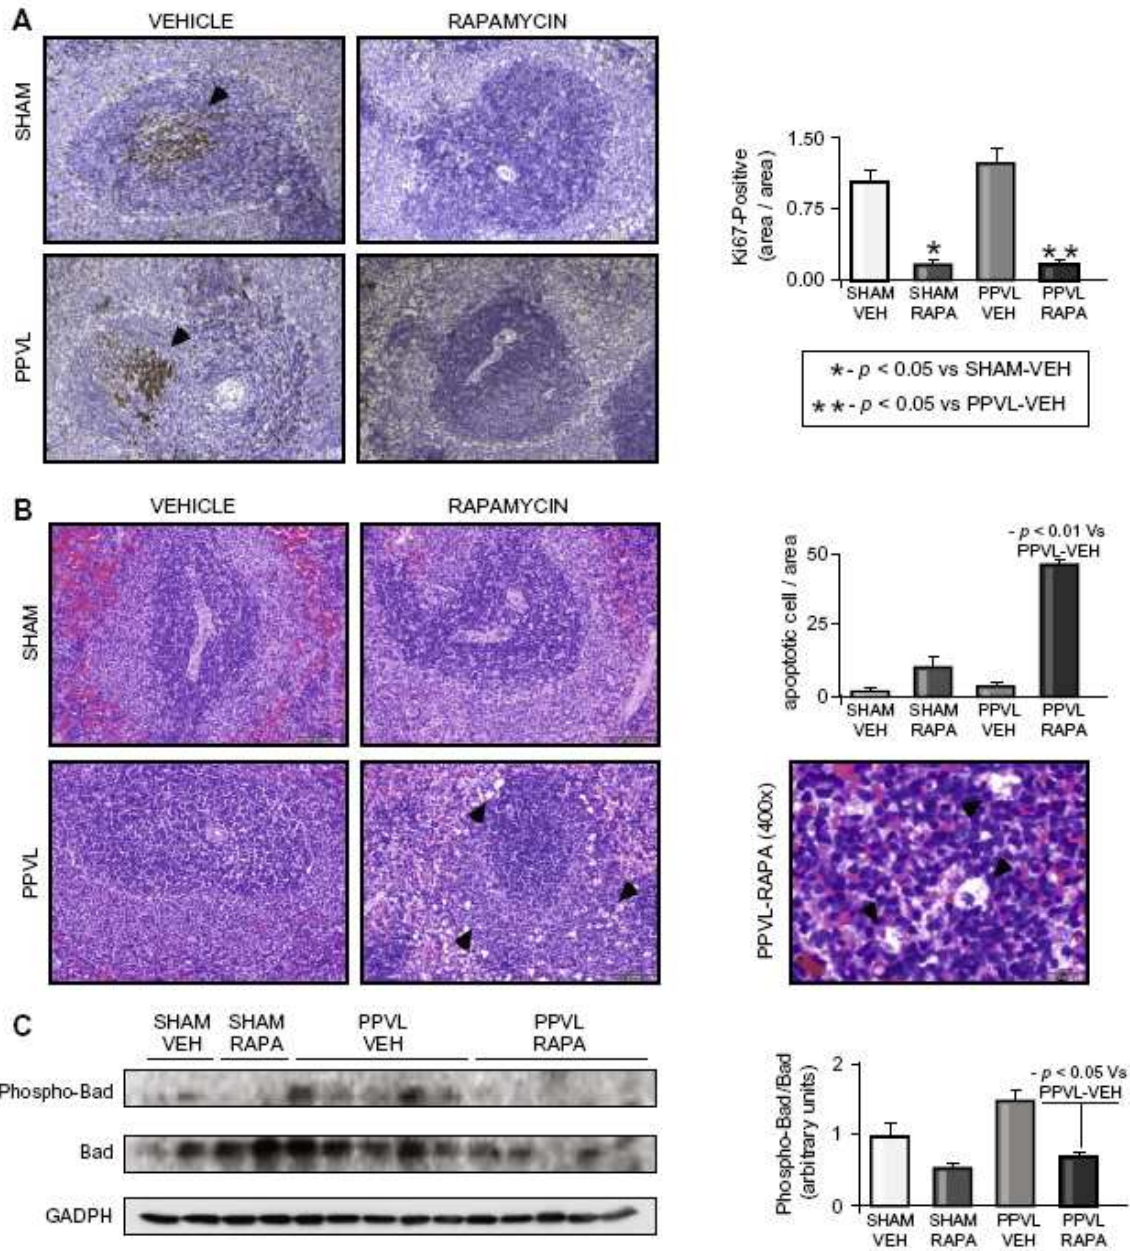 A
VEHICLE
RAPAMYCIN
SHAM
PPVL
Ki67-Positive
(area / area)
1.50
0.75
0.00
SHAM VEH
SHAM RAPA
PPVL VEH
PPVL RAPA
*
**
*- p < 0.05 vs SHAM-VEH
**- p < 0.05 vs PPVL-VEH
B
VEHICLE
RAPAMYCIN
SHAM
PPVL
apoptotic cell / area
50
25
0
- p < 0.01 Vs
PPVL-VEH
SHAM VEH
SHAM RAPA
PPVL VEH
PPVL RAPA
PPVL-RAPA (400x)
C
SHAM VEH
SHAM RAPA
PPVL VEH
PPVL RAPA
Phospho-Bad
Bad
GADPH
Phospho-Bad/Bad
(arbitrary units)
2
1
0
- p < 0.05 Vs
PPVL-VEH
SHAM VEH
SHAM RAPA
PPVL VEH
PPVL RAPA